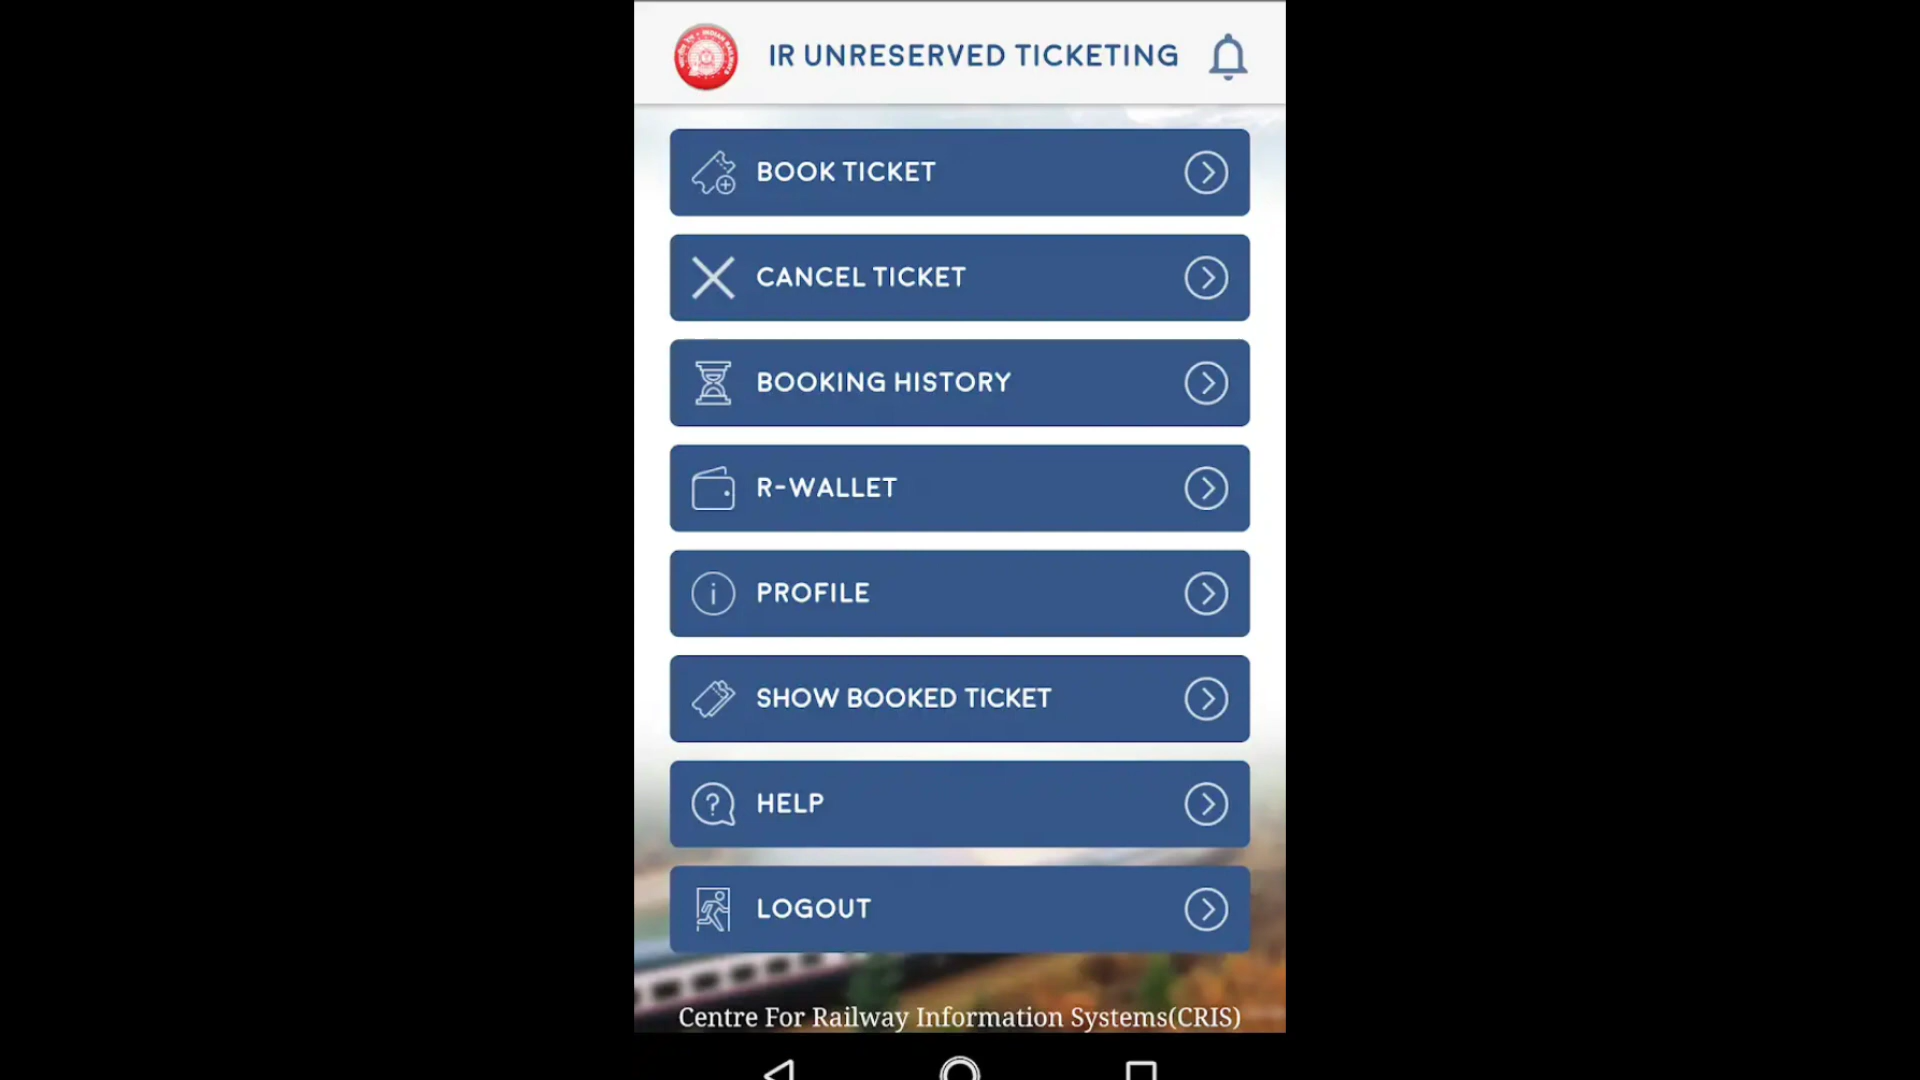 IR UNRESERVED TICKETING
BOOK TICKET
CANCEL TICKET
BOOKING HISTORY
R-WALLET
PROFILE
SHOW BOOKED TICKET
HELP
LOGOUT
Centre For Railway Information Systems(CRIS)